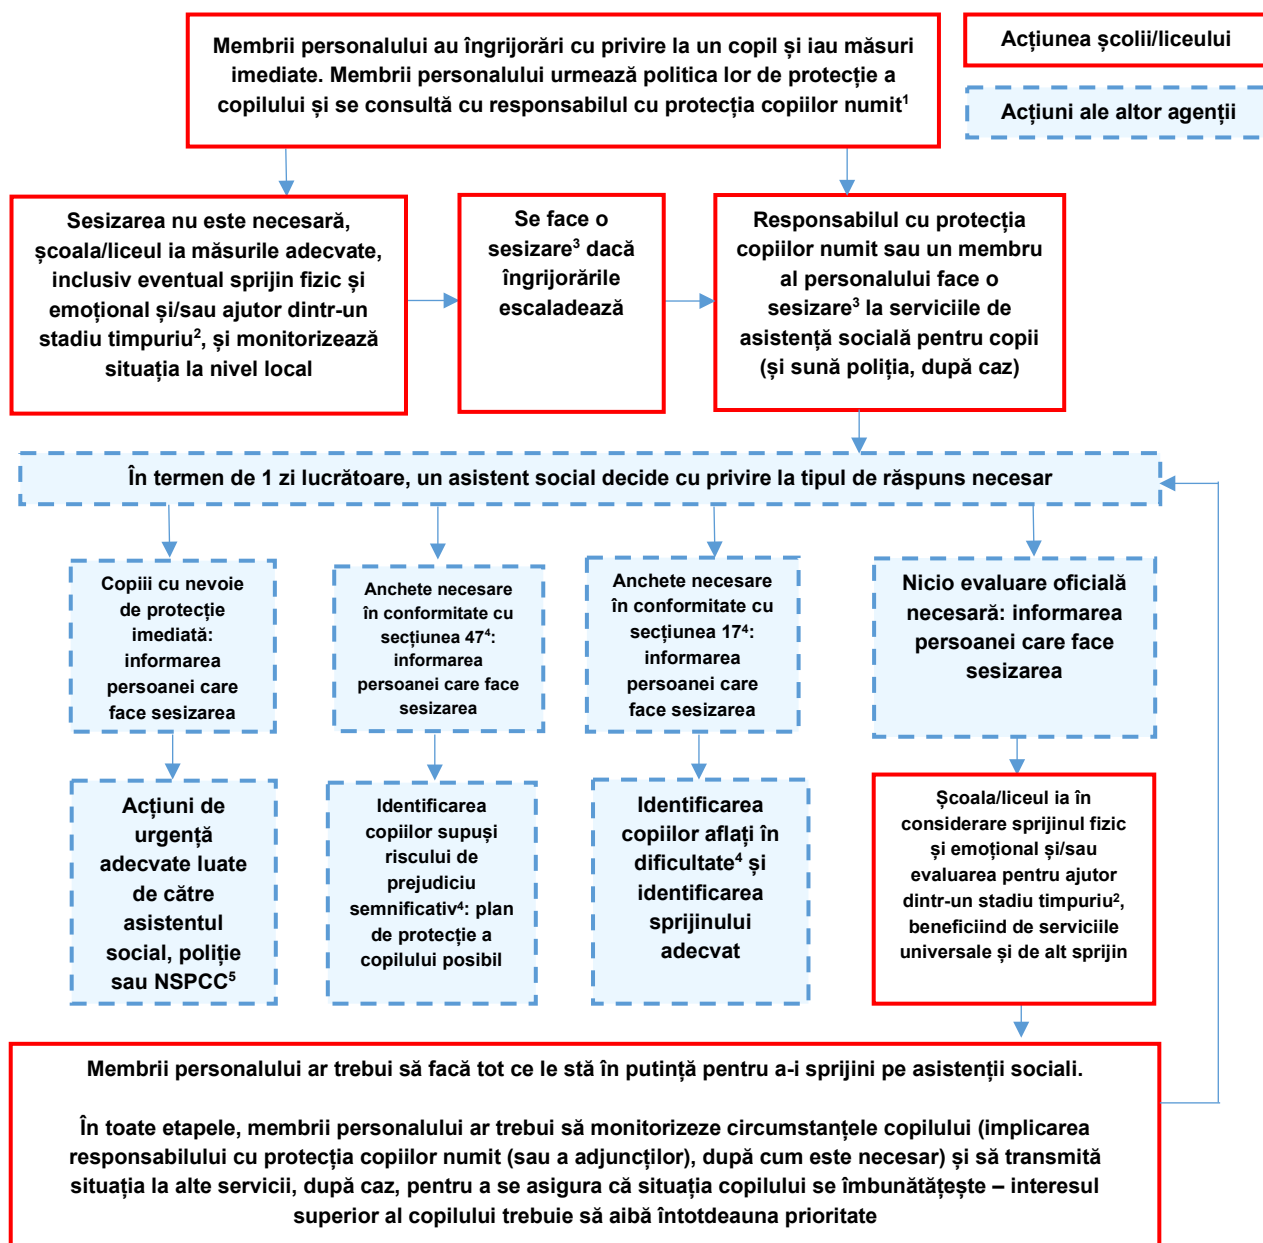 Membrii personalului au îngrijorări cu privire la un copil și iau măsuri
imediate. Membrii personalului urmează politica lor de protecție a
copilului și se consultă cu responsabilul cu protecția copiilor numit¹
Acțiunea școlii/liceului
Acțiuni ale altor agenții
Sesizarea nu este necesară,
școala/liceul ia măsurile adecvate,
inclusiv eventual sprijin fizic și
emoțional și/sau ajutor dintr-un
stadiu timpuriu², și monitorizează
situația la nivel local
Se face o
sesizare³ dacă
îngrijorările
escaladează
Responsabilul cu protecția
copiilor numit sau un membru
al personalului face o
sesizare³ la serviciile de
asistență socială pentru copii
(și sună poliția, după caz)
În termen de 1 zi lucrătoare, un asistent social decide cu privire la tipul de răspuns necesar
Copiii cu nevoie
de protecție
imediată:
informarea
persoanei care
face sesizarea
Anchete necesare
în conformitate cu
secțiunea 47⁴:
informarea
persoanei care face
sesizarea
Anchete necesare
în conformitate cu
secțiunea 17⁴:
informarea
persoanei care
face sesizarea
Nicio evaluare oficială
necesară: informarea
persoanei care face
sesizarea
Acțiuni de
urgență
adecvate luate
de către
asistentul
social, poliție
sau NSPCC⁵
Identificarea
copiilor supuși
riscului de
prejudiciu
semnificativ⁴: plan
de protecție a
copilului posibil
Identificarea
copiilor aflați în
dificultate⁴ și
identificarea
sprijinului
adecvat
Școala/liceul ia în
considerare sprijinul fizic
și emoțional și/sau
evaluarea pentru ajutor
dintr-un stadiu timpuriu²,
beneficiind de serviciile
universale și de alt sprijin
Membrii personalului ar trebui să facă tot ce le stă în putință pentru a-i sprijini pe asistenții sociali.
În toate etapele, membrii personalului ar trebui să monitorizeze circumstanțele copilului (implicarea
responsabilului cu protecția copiilor numit (sau a adjuncților), după cum este necesar) și să transmită
situația la alte servicii, după caz, pentru a se asigura că situația copilului se îmbunătățește – interesul
superior al copilului trebuie să aibă întotdeauna prioritate